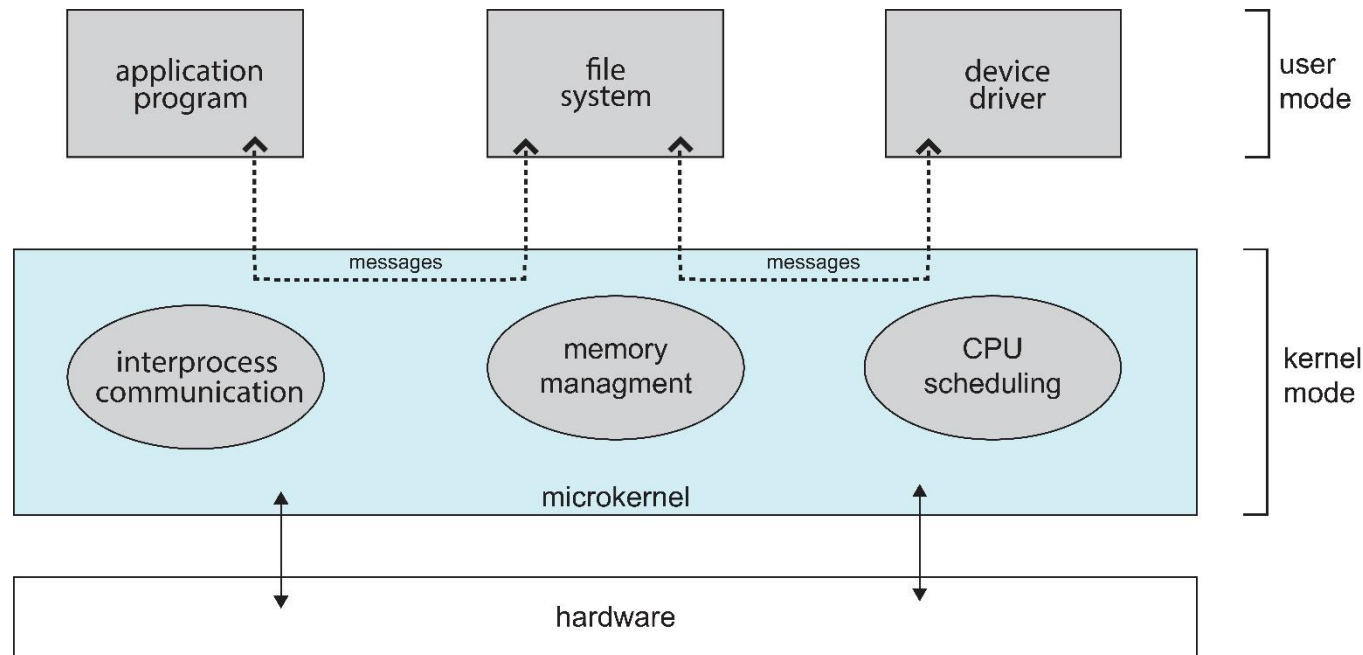 application
program
file
system
device
driver
user
mode
messages
messages
interprocess
communication
memory
managment
CPU
scheduling
kernel
mode
microkernel
hardware